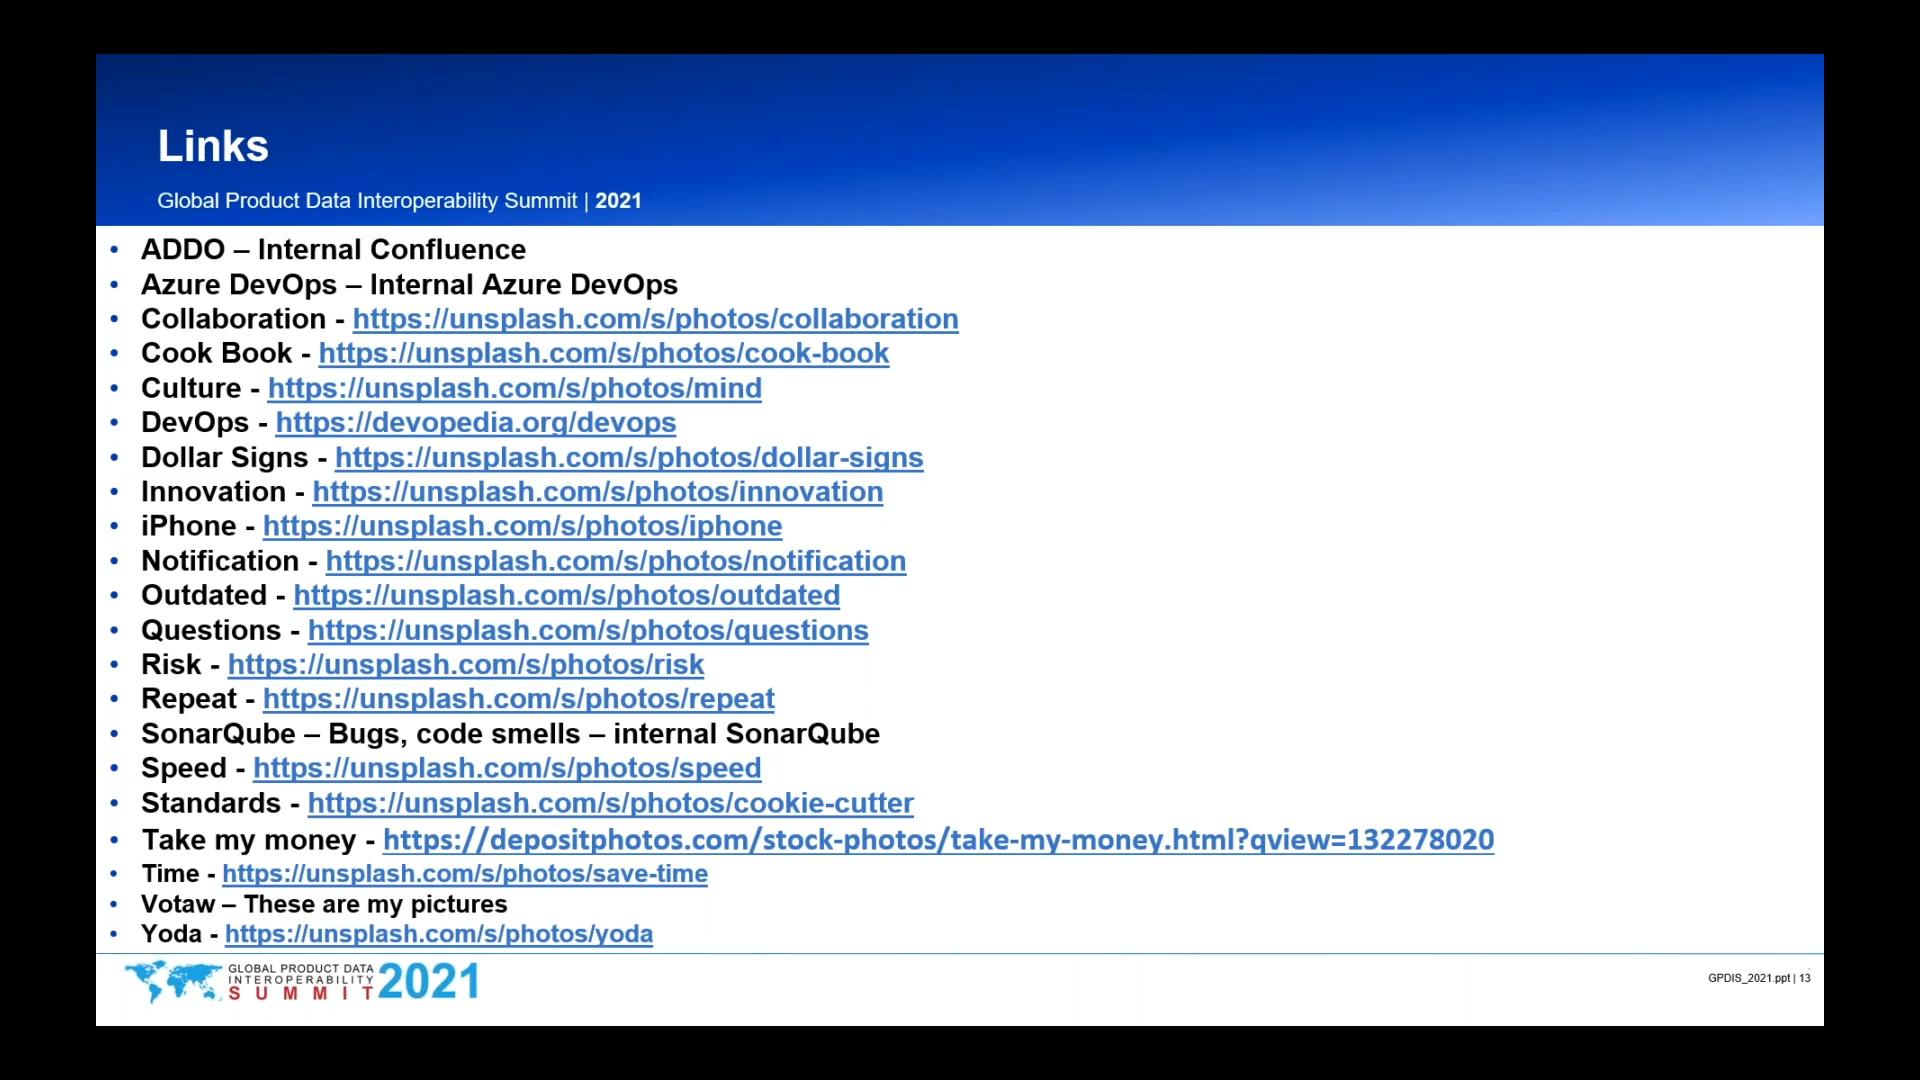 Links
Global Product Data Interoperability Summit | 2021
• ADDO – Internal Confluence
• Azure DevOps – Internal Azure DevOps
• Collaboration - https://unsplash.com/s/photos/collaboration
• Cook Book - https://unsplash.com/s/photos/cook-book
• Culture - https://unsplash.com/s/photos/mind
• DevOps - https://devopedia.org/devops
• Dollar Signs - https://unsplash.com/s/photos/dollar-signs
• Innovation - https://unsplash.com/s/photos/innovation
• iPhone - https://unsplash.com/s/photos/iphone
• Notification - https://unsplash.com/s/photos/notification
• Outdated - https://unsplash.com/s/photos/outdated
• Questions - https://unsplash.com/s/photos/questions
• Risk - https://unsplash.com/s/photos/risk
• Repeat - https://unsplash.com/s/photos/repeat
• SonarQube – Bugs, code smells – internal SonarQube
• Speed - https://unsplash.com/s/photos/speed
• Standards - https://unsplash.com/s/photos/cookie-cutter
• Take my money - https://depositphotos.com/stock-photos/take-my-money.html?qview=132278020
• Time - https://unsplash.com/s/photos/save-time
• Votaw – These are my pictures
• Yoda - https://unsplash.com/s/photos/yoda
GLOBAL PRODUCT DATA
INTEROPERABILITY
SUMMIT 2021
GPDIS_2021.ppt | 13